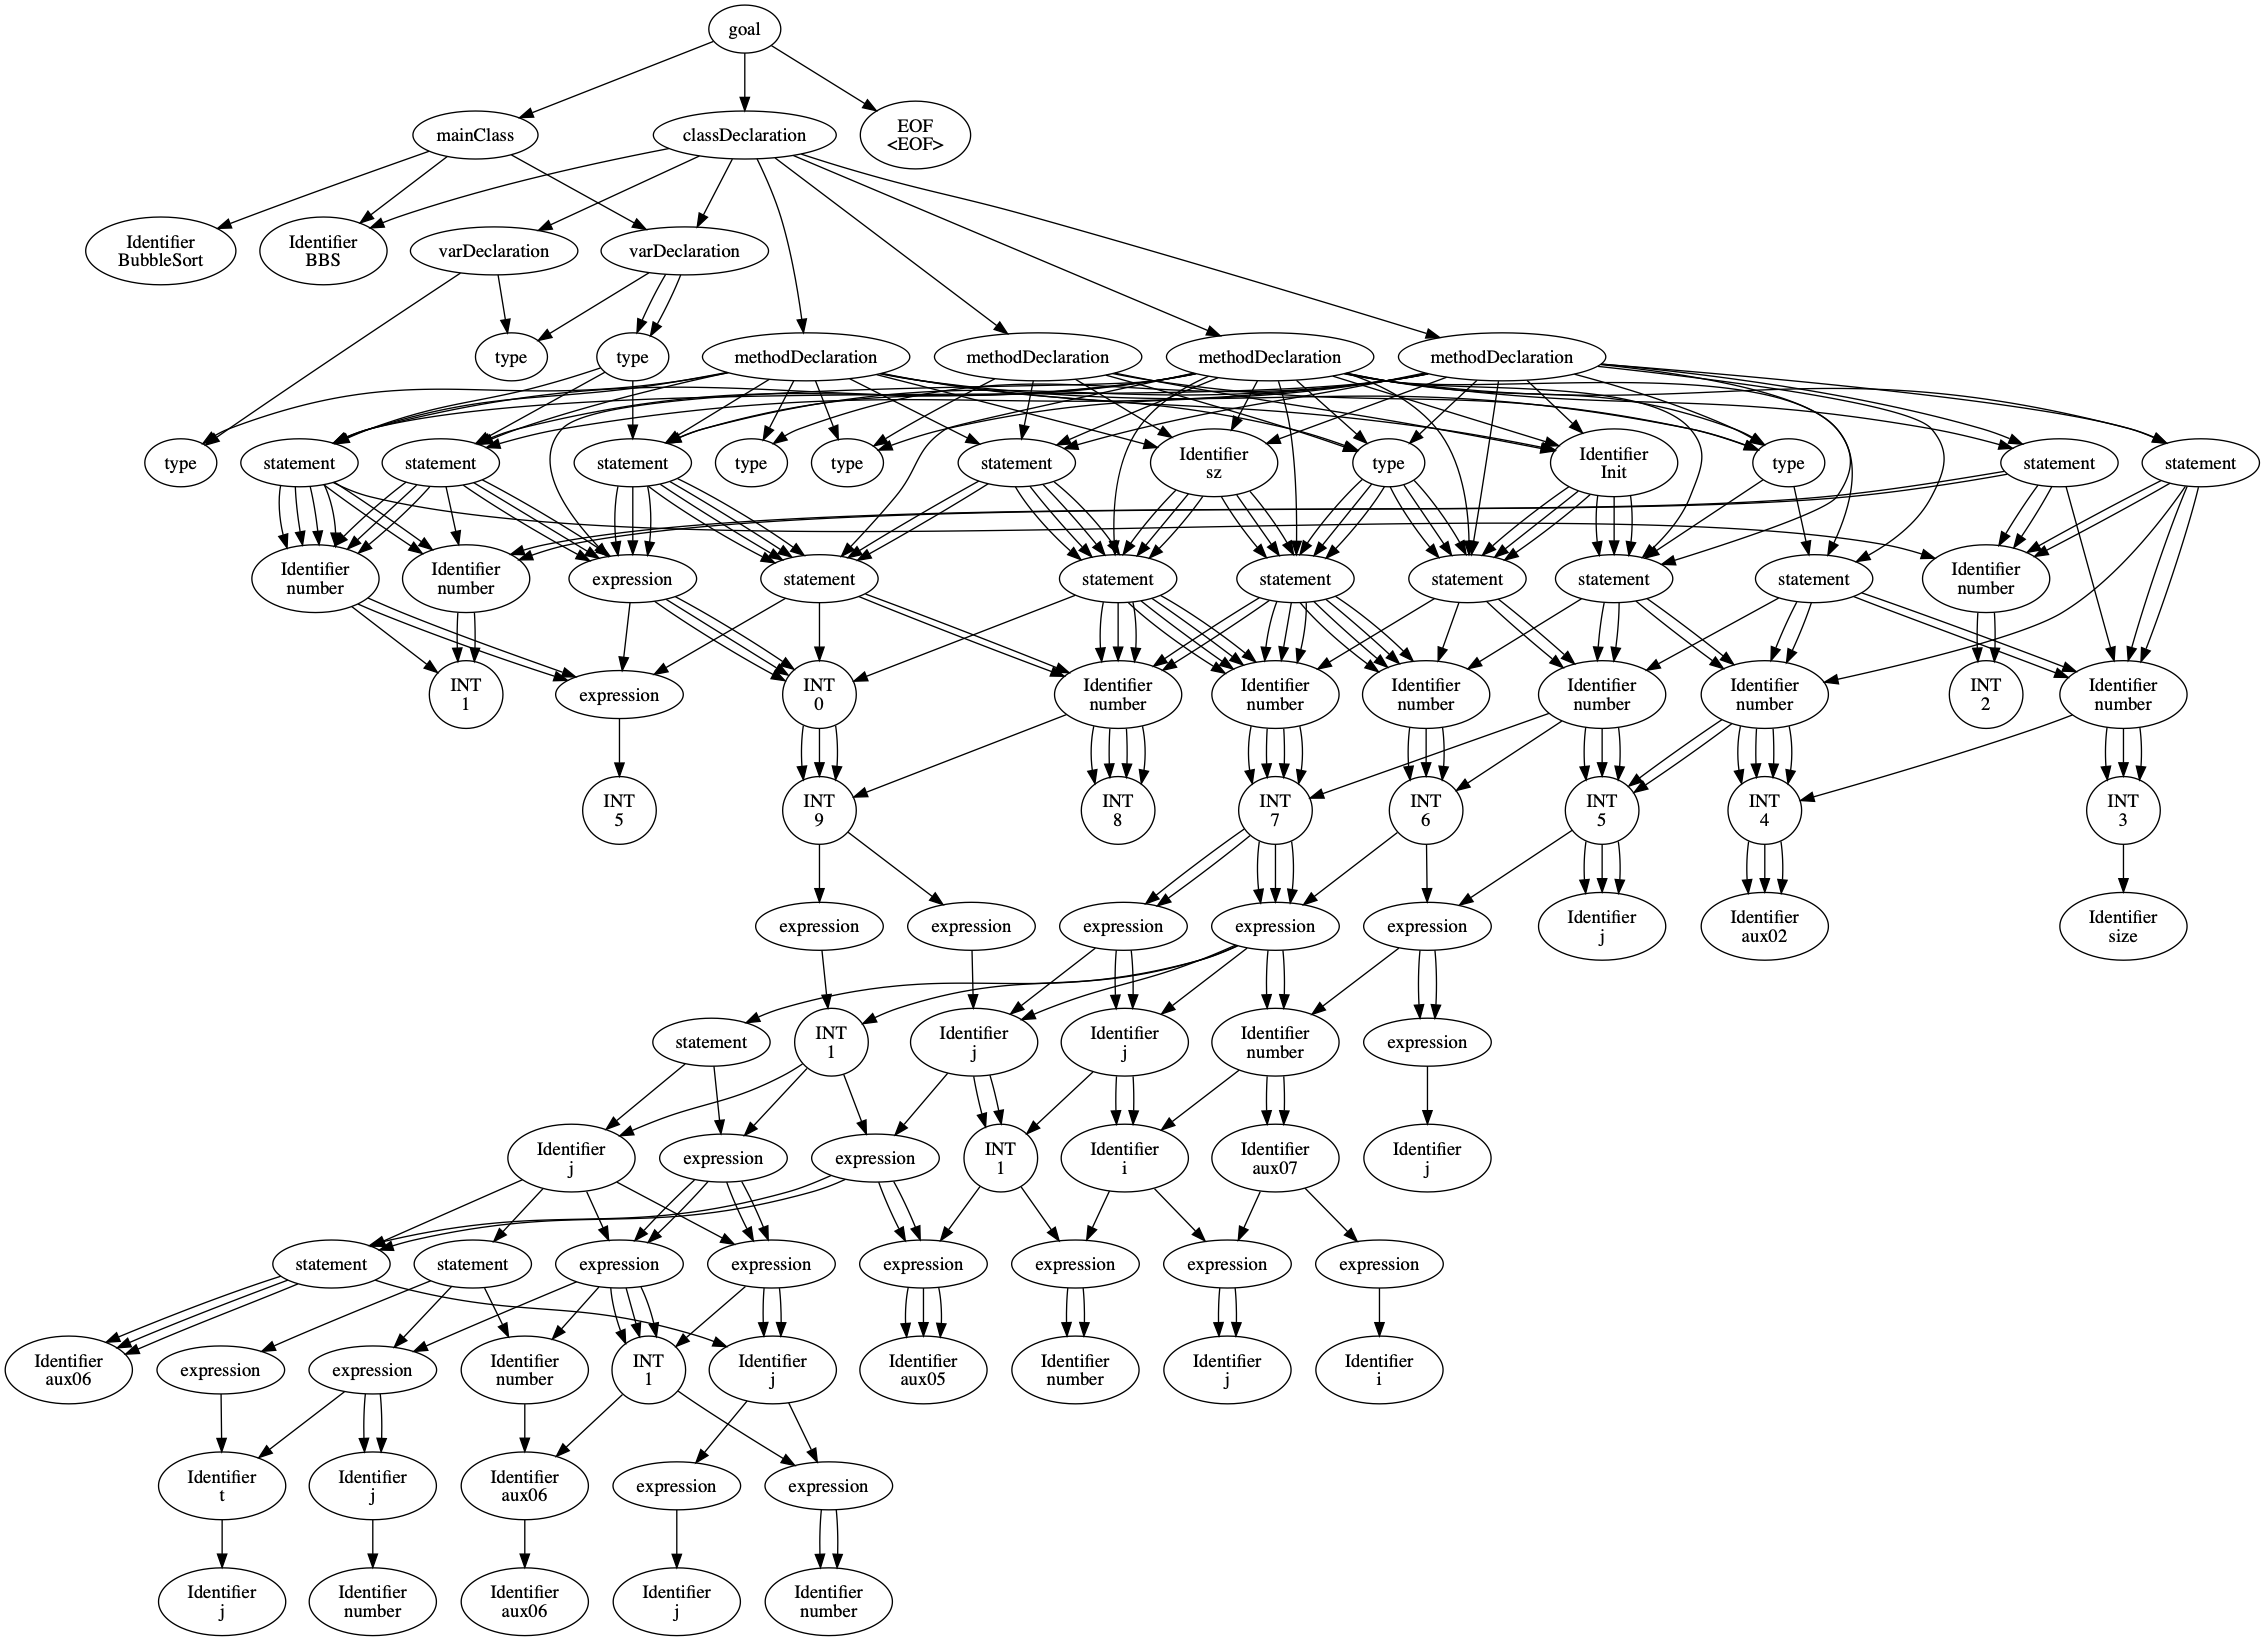 goal
mainClass
classDeclaration
EOF
<EOF>
Identifier
BubbleSort
Identifier
BBS
varDeclaration
varDeclaration
type
type
methodDeclaration
methodDeclaration
methodDeclaration
methodDeclaration
type
statement
statement
statement
type
type
statement
Identifier
sz
type
Identifier
Init
type
statement
statement
Identifier
number
Identifier
number
expression
statement
statement
statement
statement
statement
statement
Identifier
number
INT
1
expression
INT
0
Identifier
number
Identifier
number
Identifier
number
Identifier
number
Identifier
number
INT
2
Identifier
number
INT
5
INT
9
INT
8
INT
7
INT
6
INT
5
INT
4
INT
3
expression
expression
expression
expression
expression
Identifier
j
Identifier
aux02
Identifier
size
statement
INT
1
Identifier
j
Identifier
j
Identifier
number
expression
Identifier
j
expression
expression
INT
1
Identifier
i
Identifier
aux07
Identifier
j
statement
statement
expression
expression
expression
expression
expression
expression
Identifier
aux06
expression
expression
Identifier
number
INT
1
Identifier
j
Identifier
aux05
Identifier
number
Identifier
j
Identifier
i
Identifier
t
Identifier
j
Identifier
aux06
expression
expression
Identifier
j
Identifier
number
Identifier
aux06
Identifier
j
Identifier
number